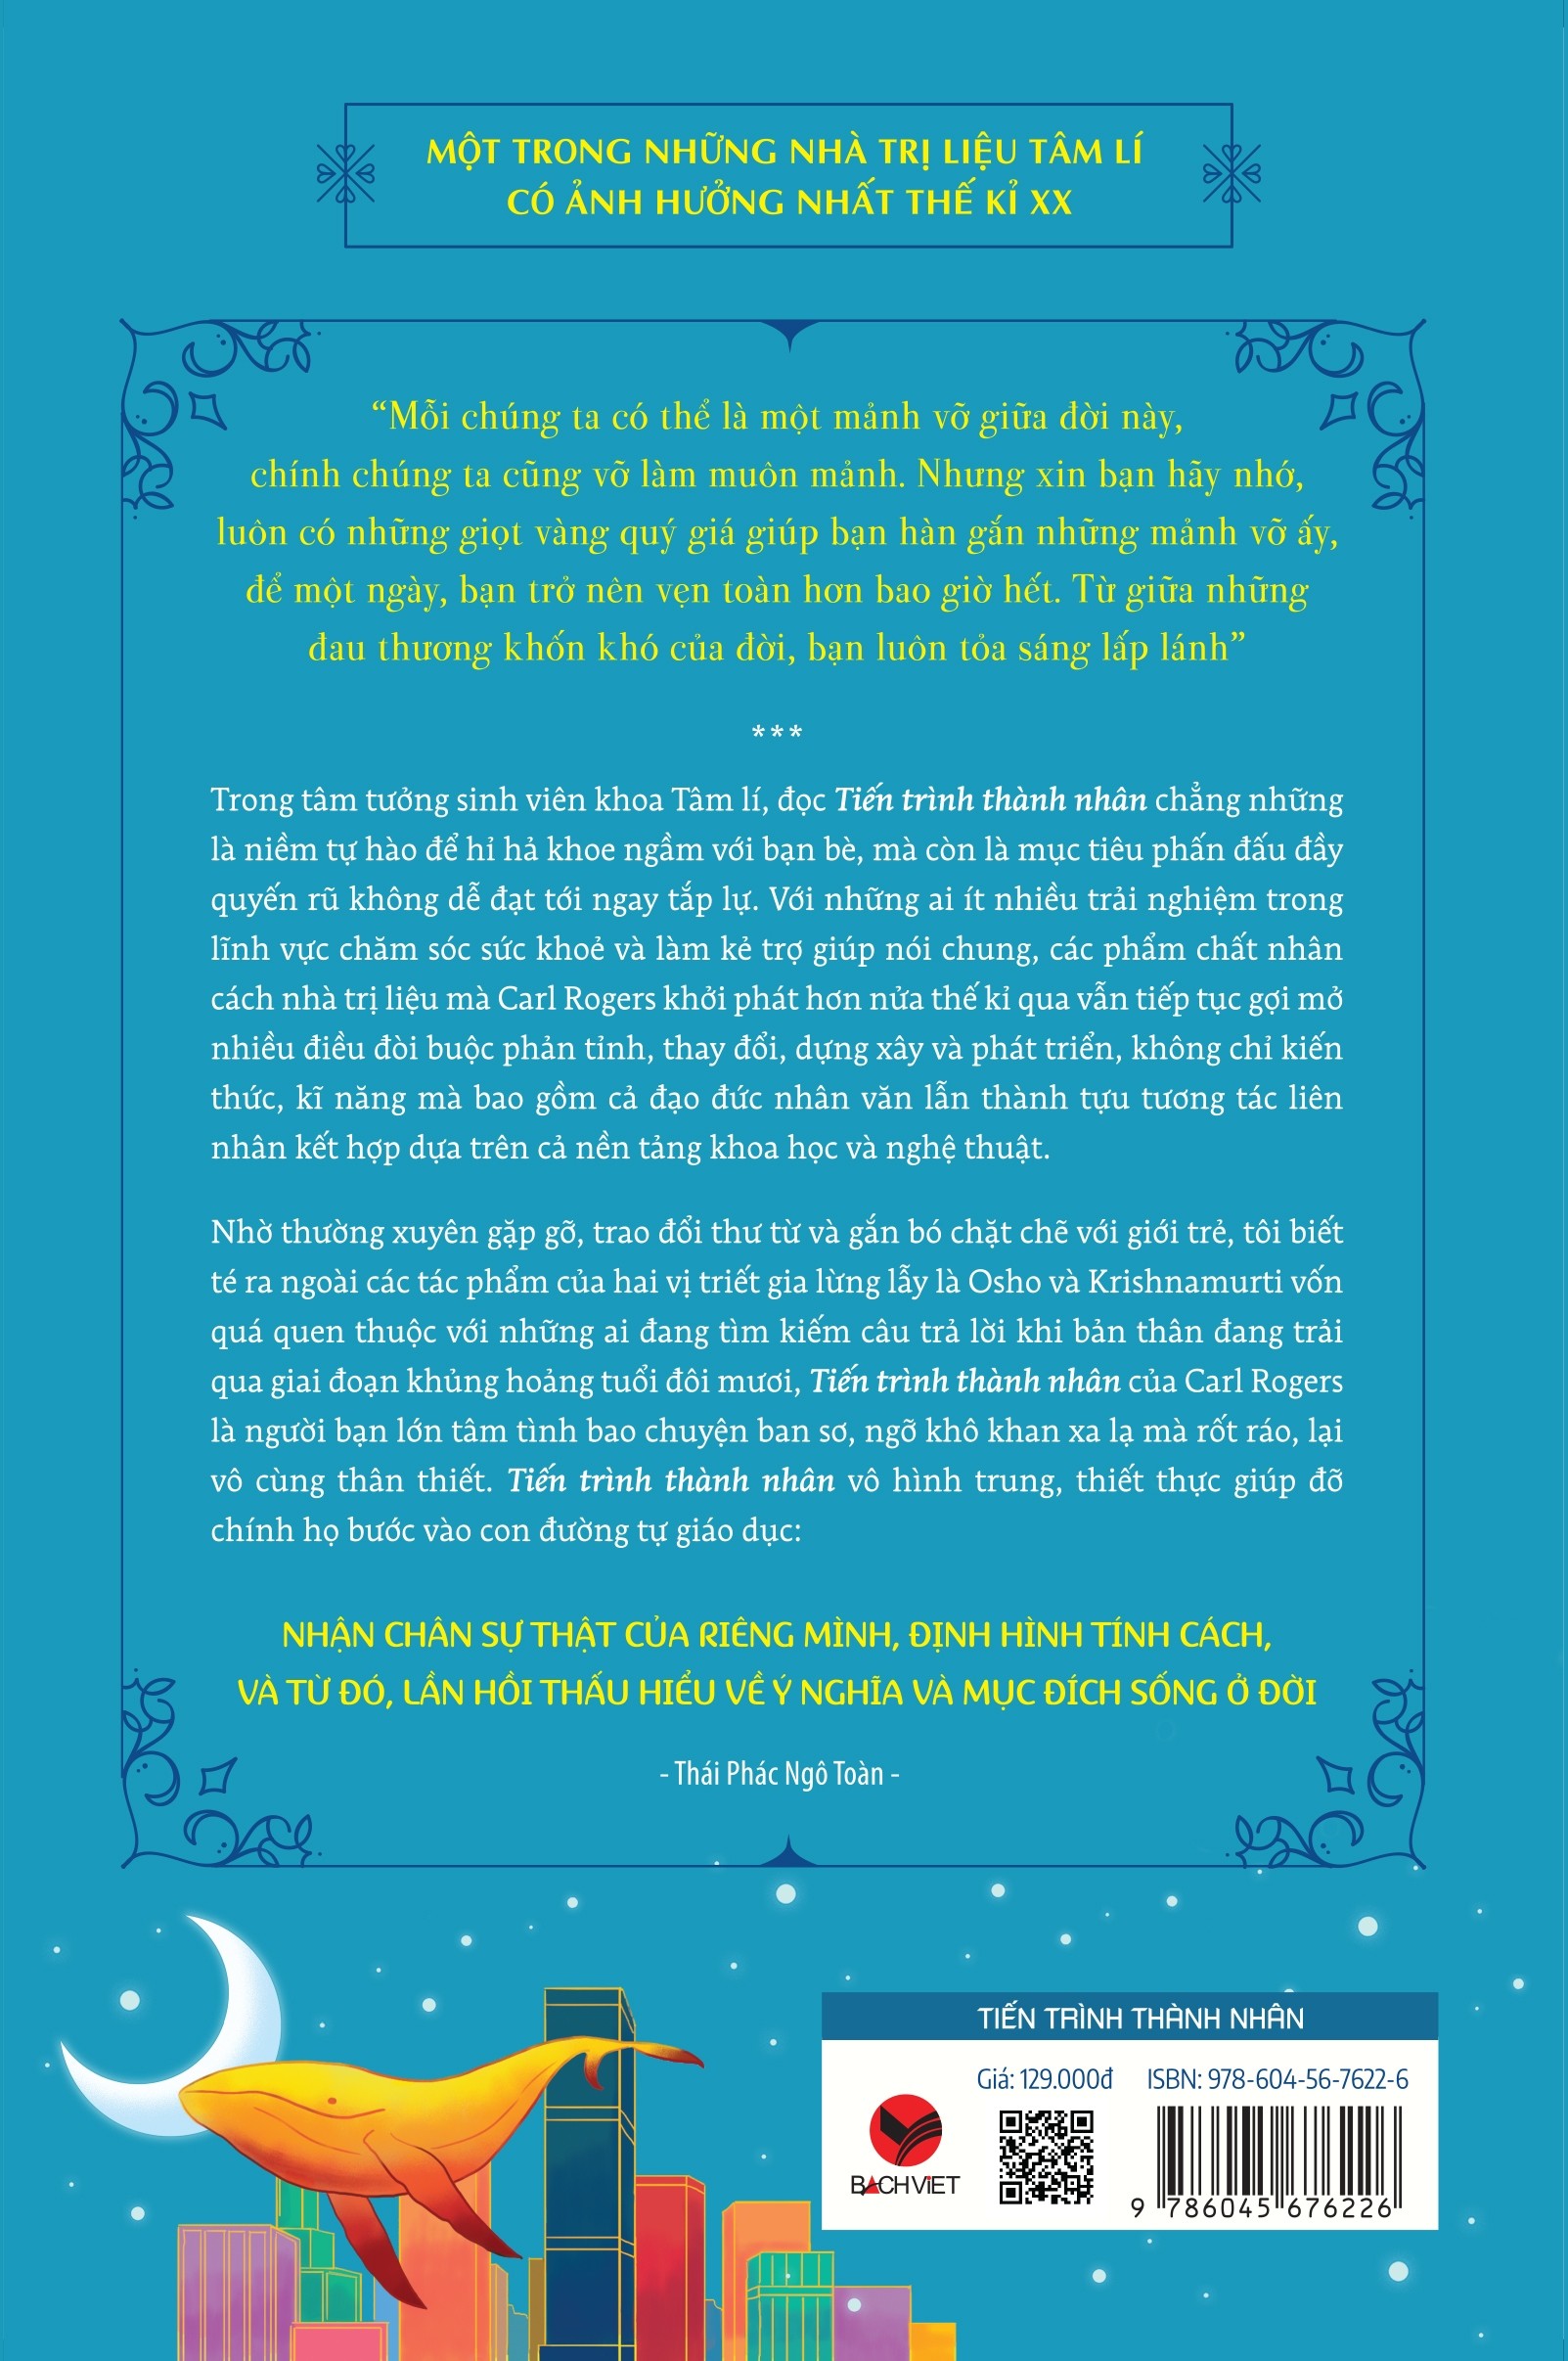 MỘT TRONG NHỮNG NHÀ TRỊ LIỆU TÂM LÍ
CÓ ẢNH HƯỞNG NHẤT THẾ KỈ XX
“Mỗi chúng ta có thể là một mảnh vỡ giữa đời này,
chính chúng ta cũng vỡ làm muôn mảnh. Nhưng xin bạn hãy nhớ,
luôn có những giọt vàng quý giá giúp bạn hàn gắn những mảnh vỡ ấy,
để một ngày, bạn trở nên vẹn toàn hơn bao giờ hết. Từ giữa những
đau thương khốn khó của đời, bạn luôn tỏa sáng lấp lánh”
***
Trong tâm tưởng sinh viên khoa Tâm lí, đọc Tiến trình thành nhân chẳng những
là niềm tự hào để hỉ hả khoe ngầm với bạn bè, mà còn là mục tiêu phấn đấu đầy
quyến rũ không dễ đạt tới ngay tắp lự. Với những ai ít nhiều trải nghiệm trong
lĩnh vực chăm sóc sức khoẻ và làm kẻ trợ giúp nói chung, các phẩm chất nhân
cách nhà trị liệu mà Carl Rogers khởi phát hơn nửa thế kỉ qua vẫn tiếp tục gợi mở
nhiều điều đòi buộc phản tỉnh, thay đổi, dựng xây và phát triển, không chỉ kiến
thức, kĩ năng mà bao gồm cả đạo đức nhân văn lẫn thành tựu tương tác liên
nhân kết hợp dựa trên cả nền tảng khoa học và nghệ thuật.
Nhờ thường xuyên gặp gỡ, trao đổi thư từ và gắn bó chặt chẽ với giới trẻ, tôi biết
té ra ngoài các tác phẩm của hai vị triết gia lừng lẫy là Osho và Krishnamurti vốn
quá quen thuộc với những ai đang tìm kiếm câu trả lời khi bản thân đang trải
qua giai đoạn khủng hoảng tuổi đôi mươi, Tiến trình thành nhân của Carl Rogers
là người bạn lớn tâm tình bao chuyện ban sơ, ngỡ khô khan xa lạ mà rốt ráo, lại
vô cùng thân thiết. Tiến trình thành nhân vô hình trung, thiết thực giúp đỡ
chính họ bước vào con đường tự giáo dục:
NHẬN CHÂN SỰ THẬT CỦA RIÊNG MÌNH, ĐỊNH HÌNH TÍNH CÁCH,
VÀ TỪ ĐÓ, LẦN HỒI THẤU HIỂU VỀ Ý NGHĨA VÀ MỤC ĐÍCH SỐNG Ở ĐỜI
- Thái Phác Ngô Toàn -
TIẾN TRÌNH THÀNH NHÂN
Giá: 129.000đ ISBN: 978-604-56-7622-6
BACHVIET
9 786045 676226